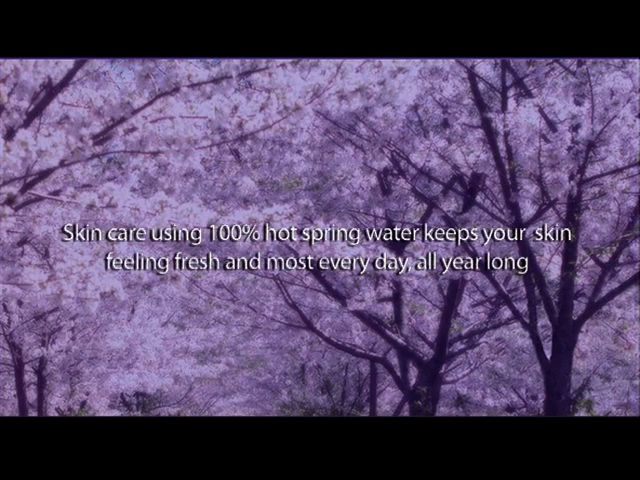 Skin care using 100% hot spring water keeps your  skin
feeling fresh and most every day, all year long